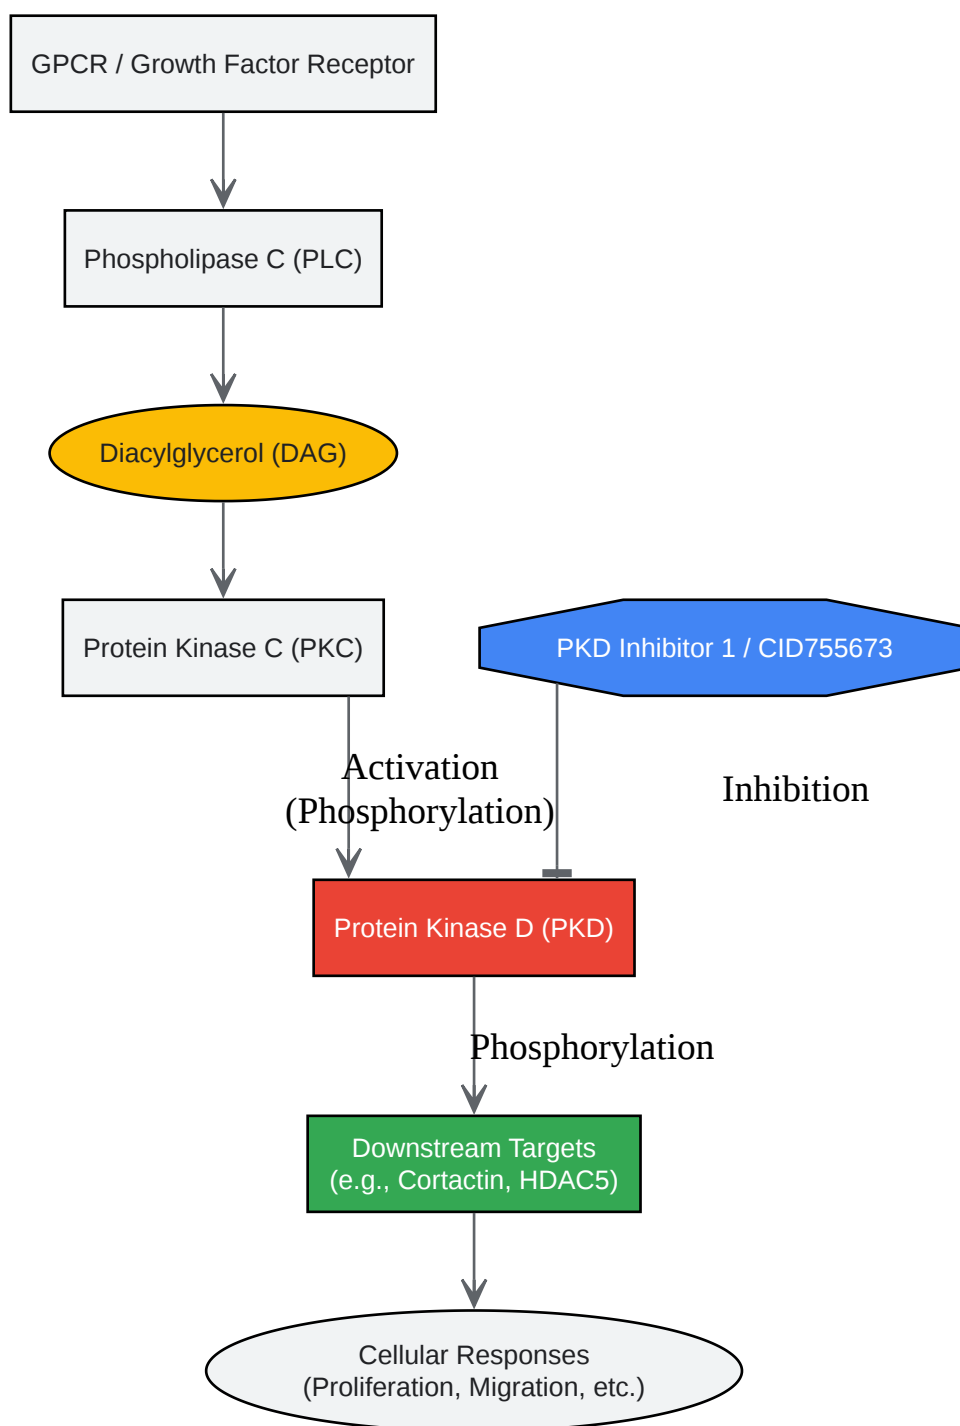 GPCR / Growth Factor Receptor
Phospholipase C (PLC)
Diacylglycerol (DAG)
Protein Kinase C (PKC)
PKD Inhibitor 1 / CID755673
Activation
(Phosphorylation)
Inhibition
Protein Kinase D (PKD)
Phosphorylation
Downstream Targets
(e.g., Cortactin, HDAC5)
Cellular Responses
(Proliferation, Migration, etc.)